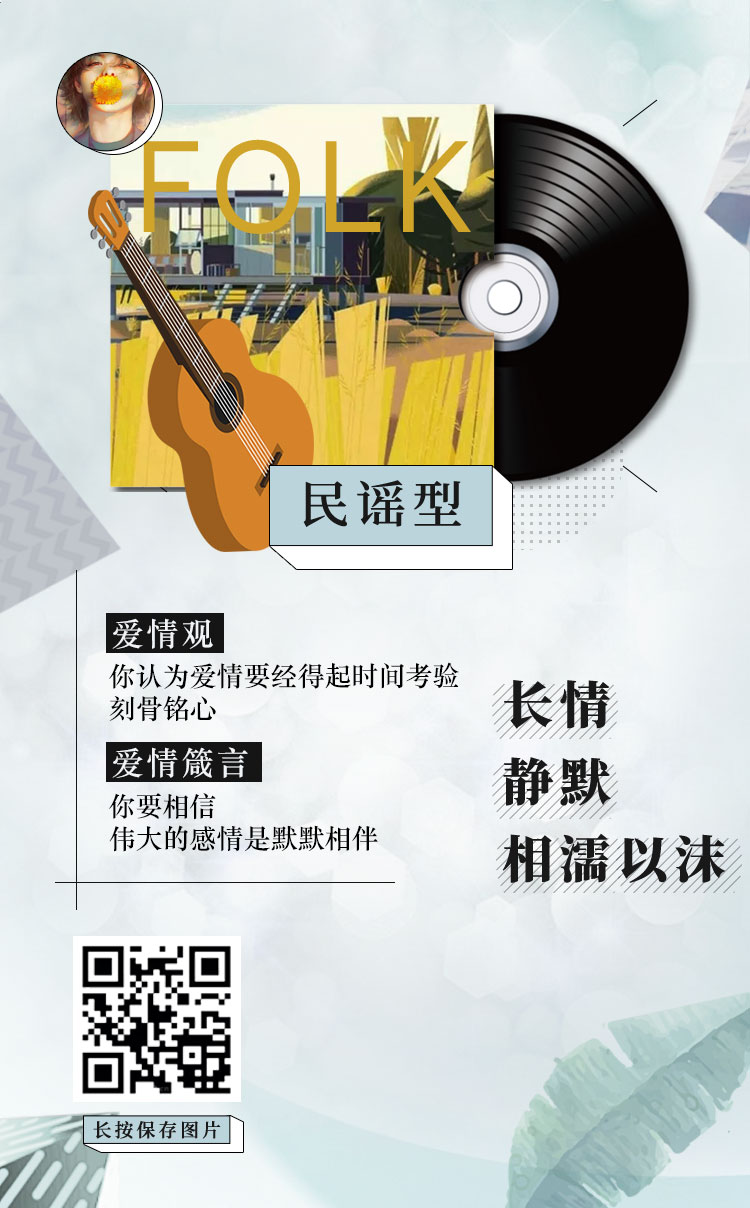 FOLK
民谣型
爱情观
你认为爱情要经得起时间考验
刻骨铭心
爱情箴言
你要相信
伟大的感情是默默相伴
长情
静默
相濡以沫
长按保存图片